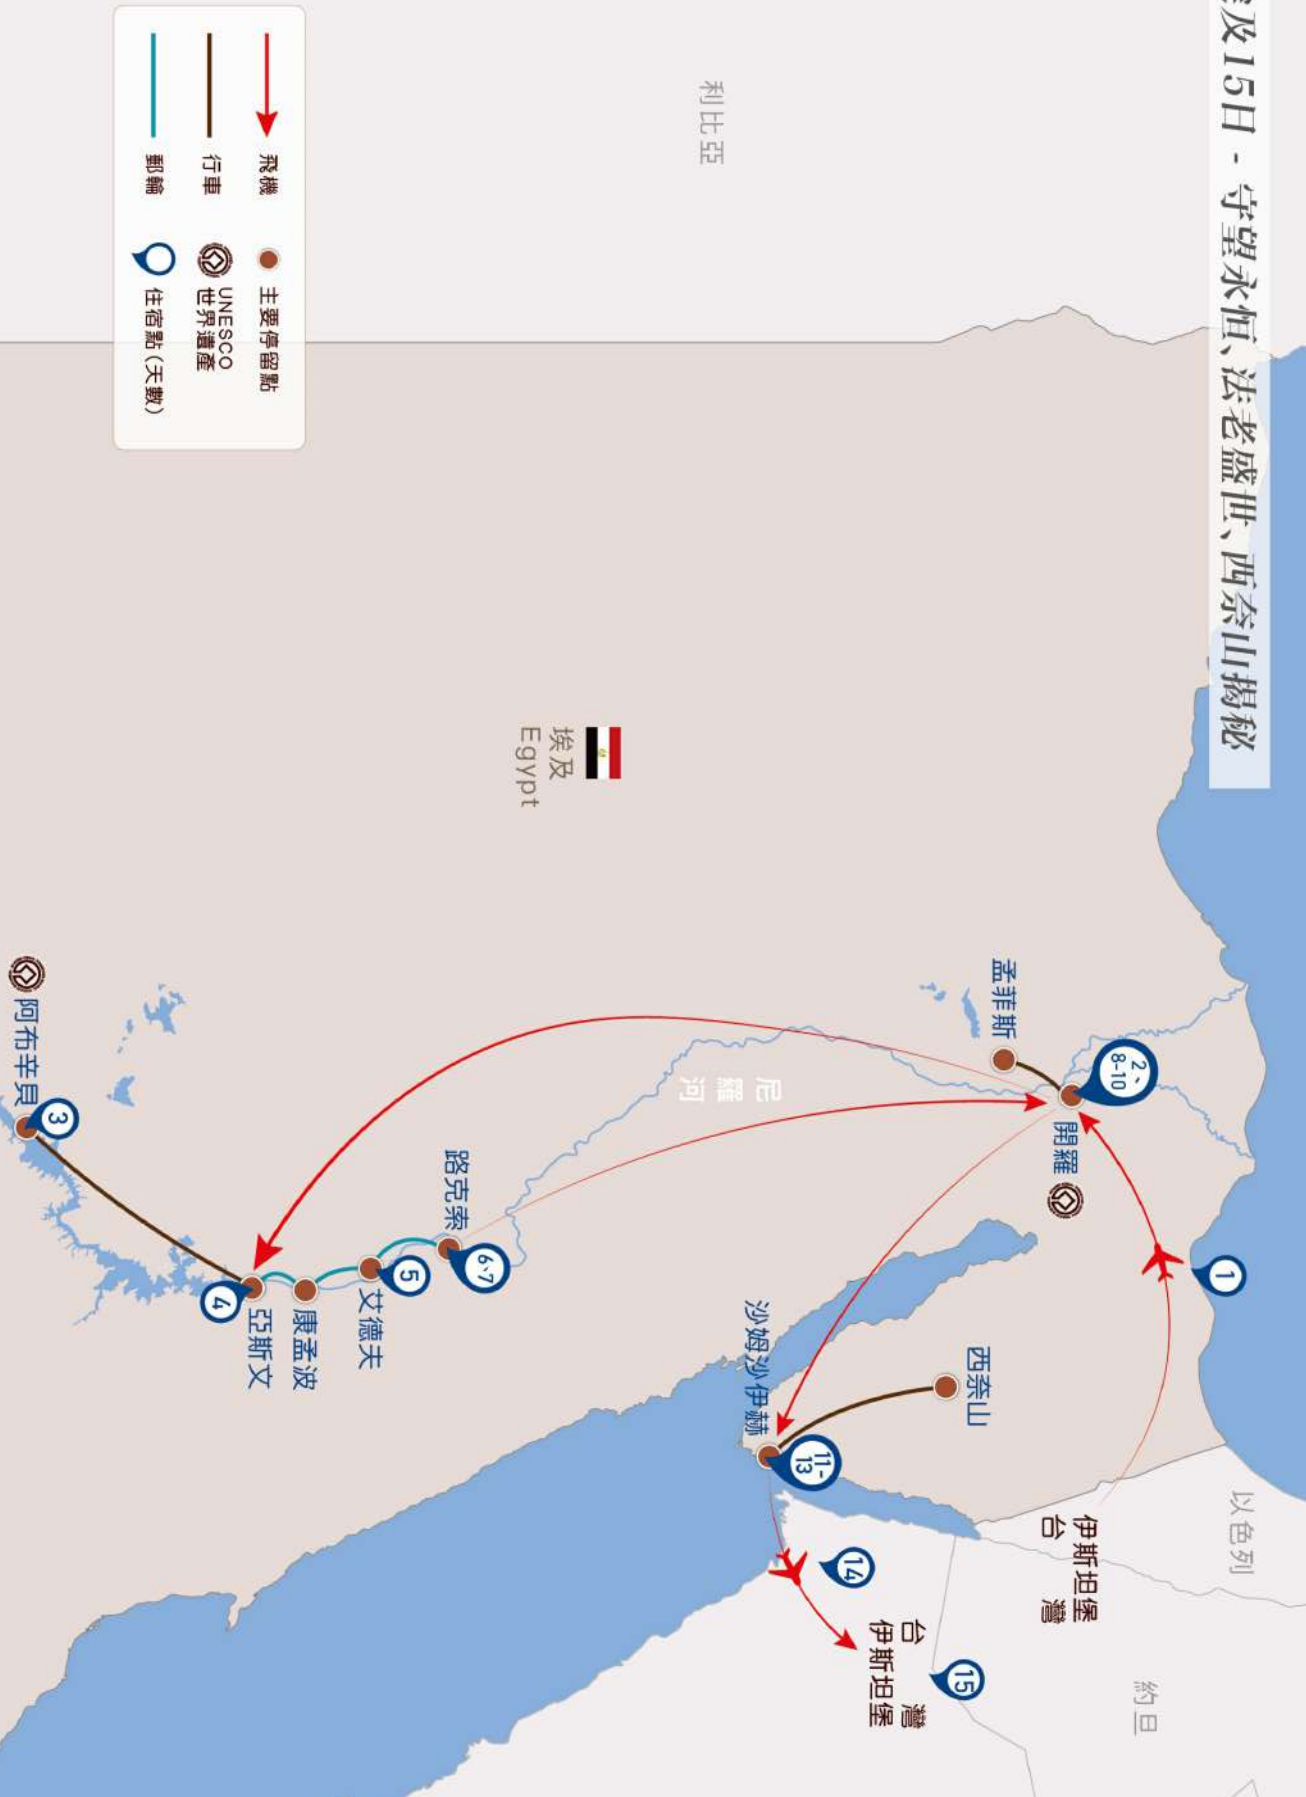 及15日 - 守望永恒、法老盛世、西奈山揭秘
利比亞
以色列
約旦
埃及
Egypt
尼羅河
1
2、
8-10
開羅
孟菲斯
西奈山
伊斯坦堡
台 灣
沙姆沙伊赫
11-
13
14
15
台 灣
伊斯坦堡
路克索
6、7
艾德夫
5
康孟波
亞斯文
4
阿布辛貝
3
飛機
行車
郵輪
主要停留點
UNESCO
世界遺產
住宿點(天數)